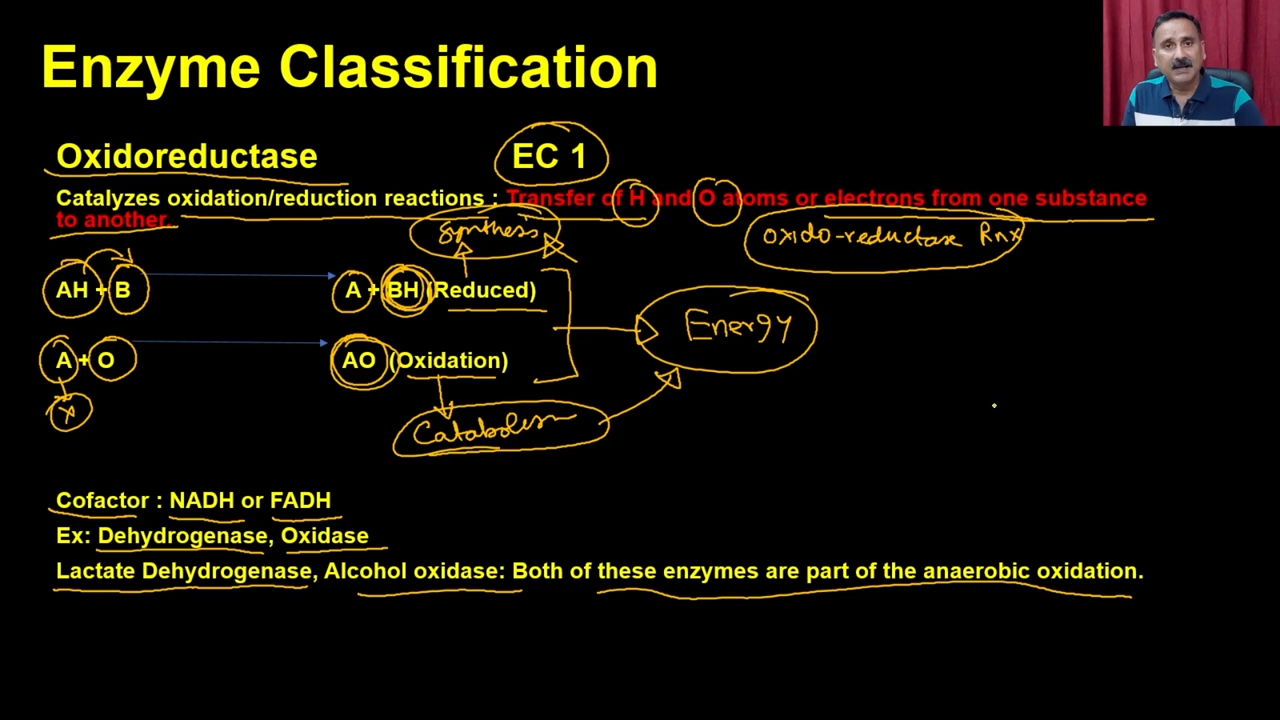 Enzyme Classification
Oxidoreductase EC 1
Catalyzes oxidation/reduction reactions : Transfer of H and O atoms or electrons from one substance
to another.
Synthesis
Oxido-reductase Rnx
AH + B A + BH (Reduced)
Energy
A + O AO (Oxidation)
X
Catabolism
Cofactor : NADH or FADH
Ex: Dehydrogenase, Oxidase
Lactate Dehydrogenase, Alcohol oxidase: Both of these enzymes are part of the anaerobic oxidation.